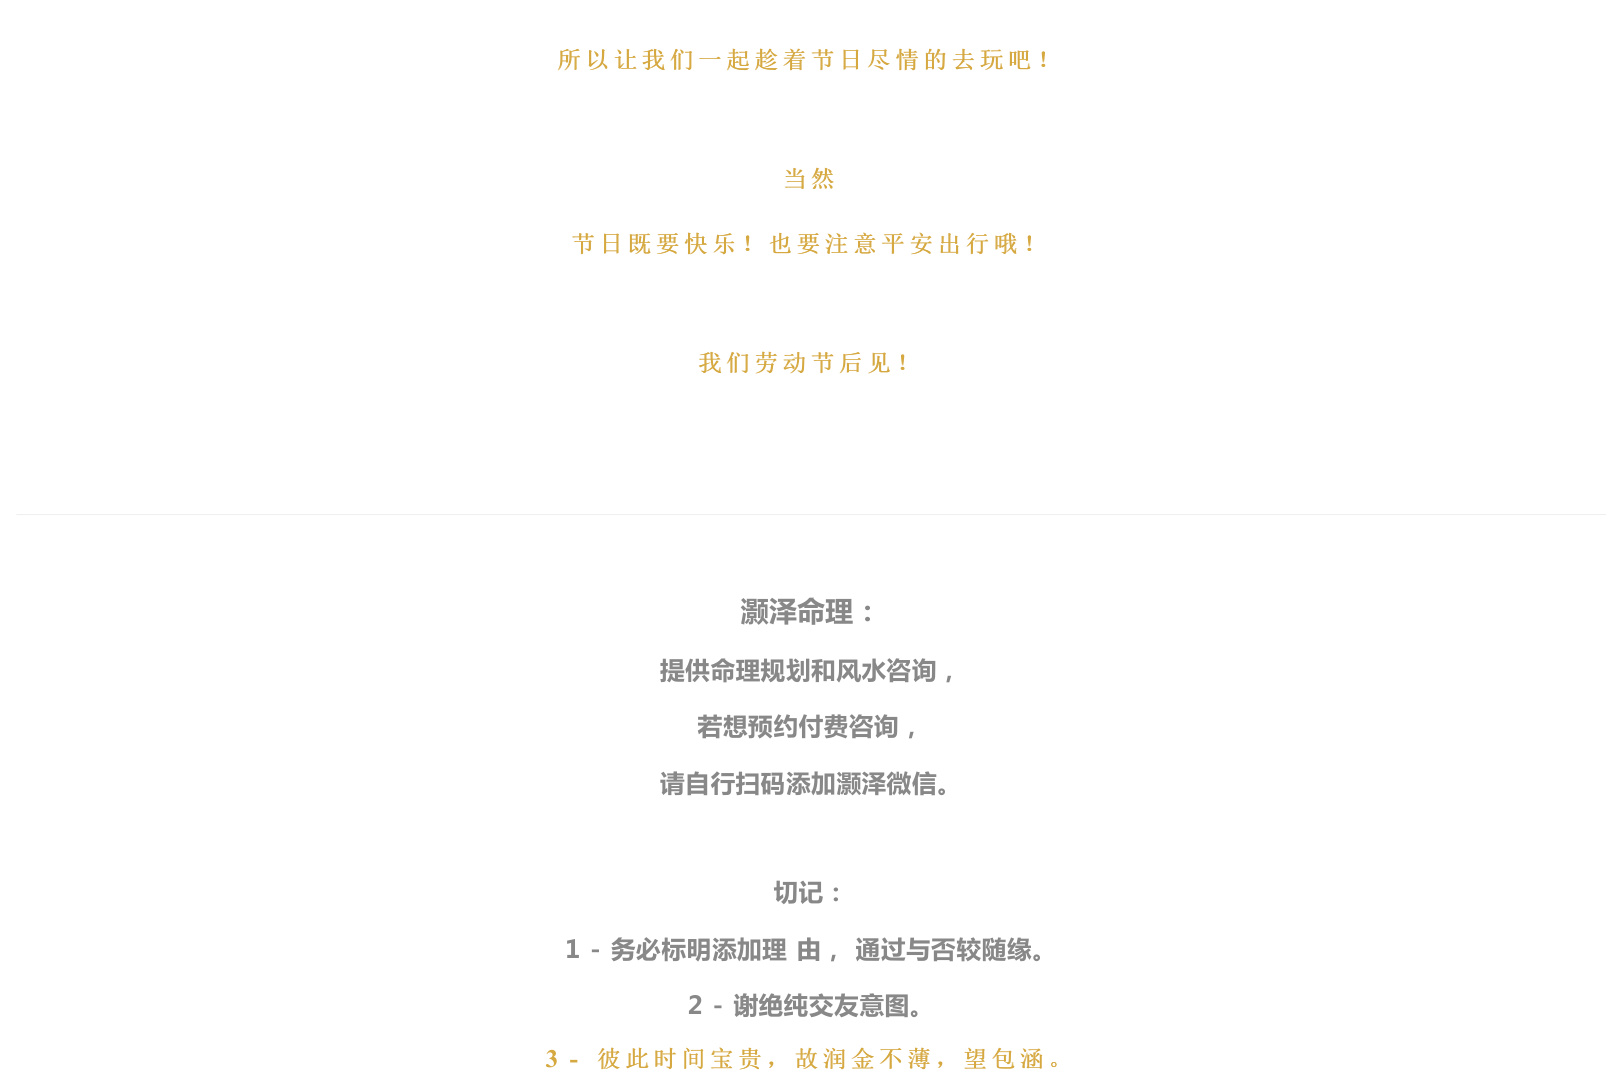 所以让我们一起趁着节日尽情的去玩吧！
当然
节日既要快乐！也要注意平安出行哦！
我们劳动节后见！
灏泽命理：
提供命理规划和风水咨询，
若想预约付费咨询，
请自行扫码添加灏泽微信。
切记：
1 - 务必标明添加理 由， 通过与否较随缘。
2 - 谢绝纯交友意图。
3 - 彼此时间宝贵，故润金不薄，望包涵。